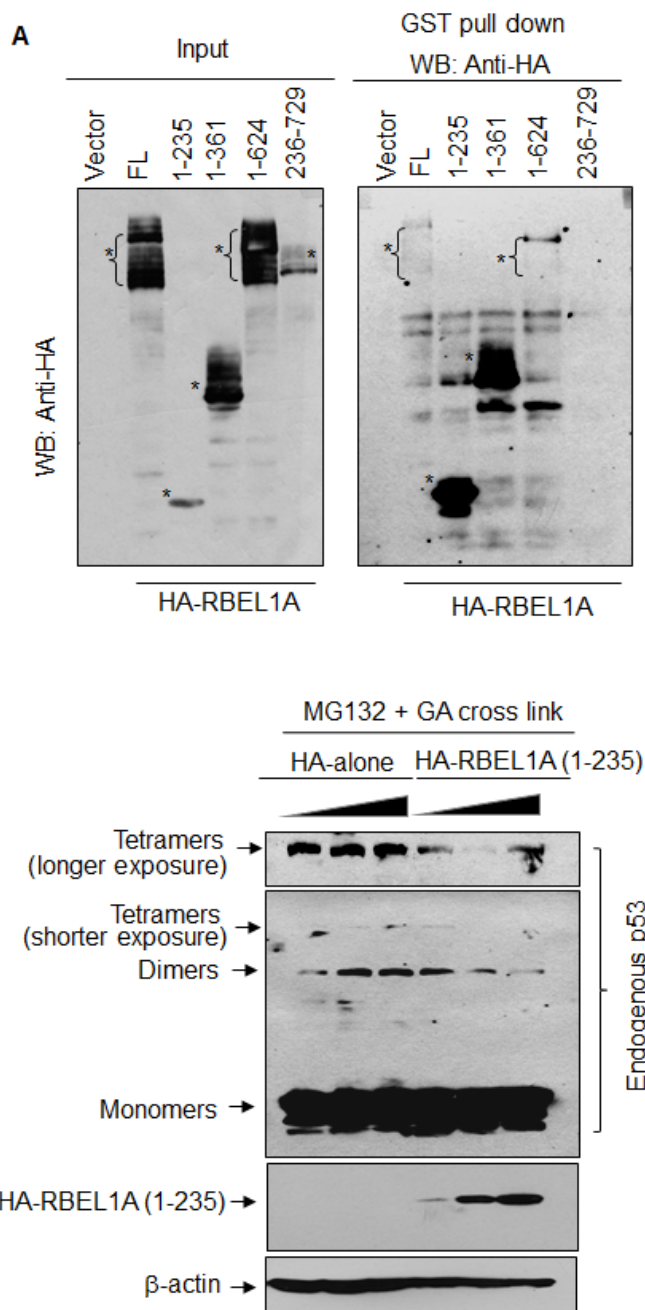 A
Input
GST pull down
WB: Anti-HA
Vector
FL
1-235
1-361
1-624
236-729
Vector
FL
1-235
1-361
1-624
236-729
WB: Anti-HA
*
*
*
*
*
*
*
*
*
HA-RBEL1A
HA-RBEL1A
MG132 + GA cross link
HA-alone
HA-RBEL1A (1-235)
Tetramers
(longer exposure)
Tetramers
(shorter exposure)
Dimers
Monomers
Endogenous p53
HA-RBEL1A (1-235)
β-actin